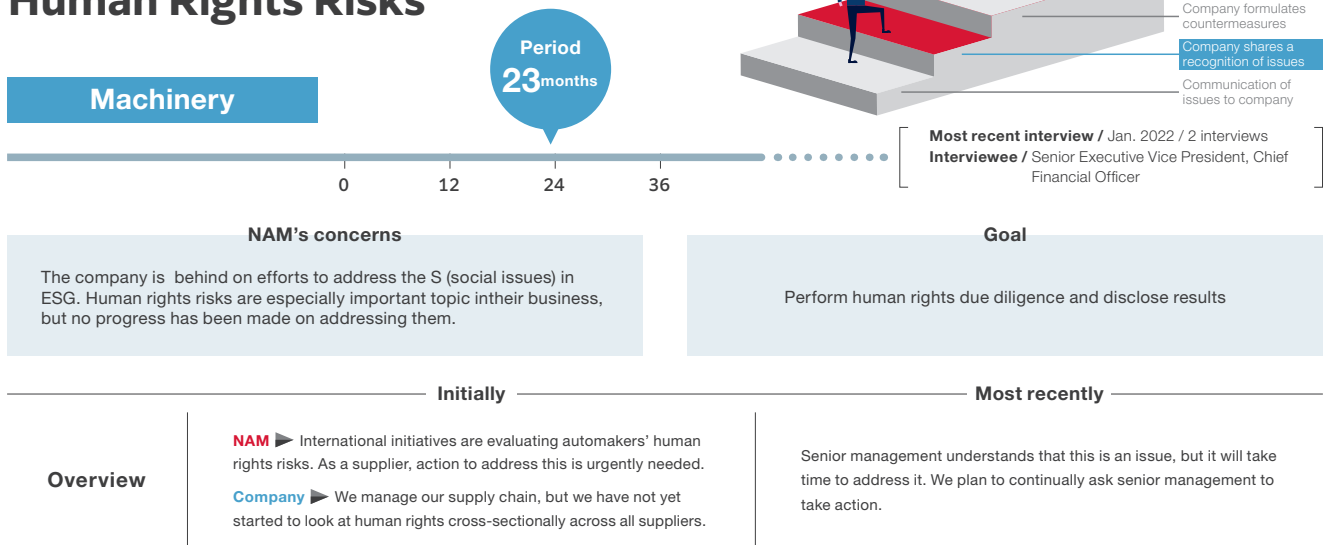 Human Rights Risks
Company formulates
countermeasures
Period
23months
Company shares a
recognition of issues
Machinery
Communication of
issues to company
Most recent interview / Jan. 2022 / 2 interviews
Interviewee / Senior Executive Vice President, Chief
Financial Officer
0 12 24 36
NAM's concerns
The company is  behind on efforts to address the S (social issues) in
ESG. Human rights risks are especially important topic intheir business,
but no progress has been made on addressing them.
Goal
Perform human rights due diligence and disclose results
Initially
Most recently
Overview
NAM International initiatives are evaluating automakers' human
rights risks. As a supplier, action to address this is urgently needed.
Company We manage our supply chain, but we have not yet
started to look at human rights cross-sectionally across all suppliers.
Senior management understands that this is an issue, but it will take
time to address it. We plan to continually ask senior management to
take action.